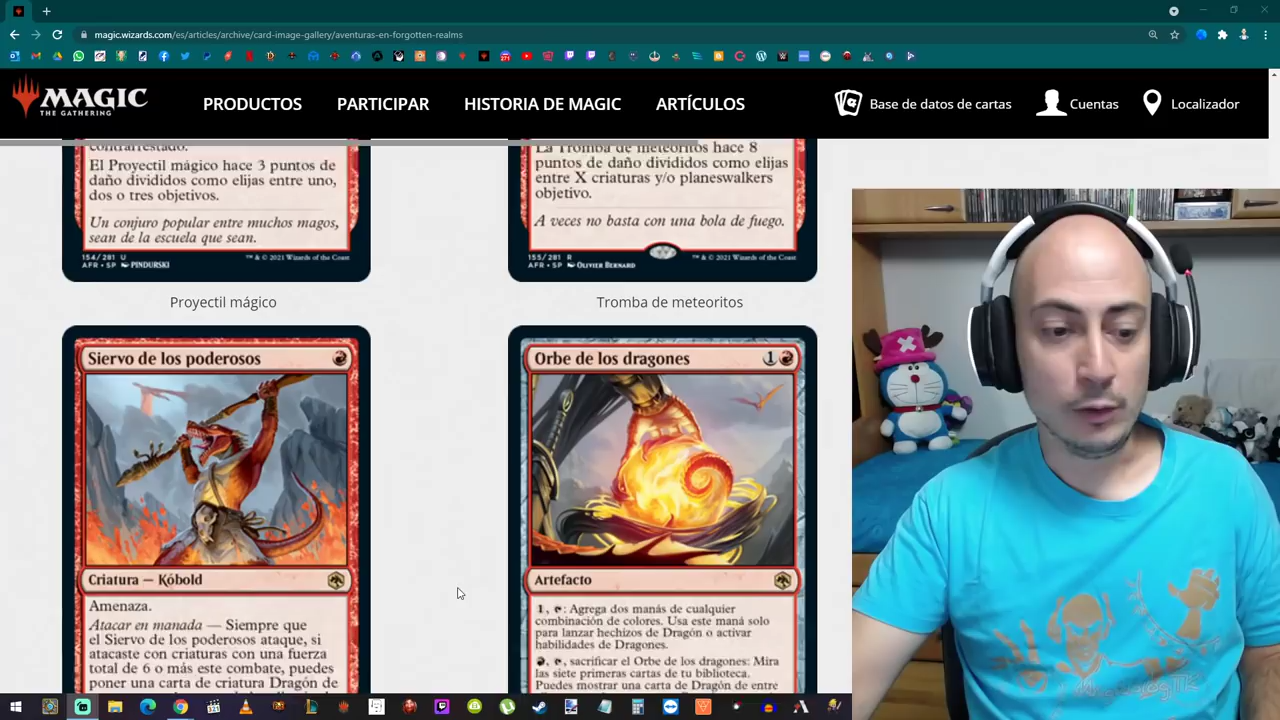 magic.wizards.com/es/articles/archive/card-image-gallery/aventuras-en-forgotten-realms
MAGIC
THE GATHERING
PRODUCTOS
PARTICIPAR
HISTORIA DE MAGIC
ARTÍCULOS
Base de datos de cartas
Cuentas
Localizador
contrarrestado.
El Proyectil mágico hace 3 puntos de
daño divididos como elijas entre uno,
dos o tres objetivos.
Un conjuro popular entre muchos magos,
sean de la escuela que sean.
154/281 U
AFR • SP PINDURSKI
™ & © 2021 Wizards of the Coast
Proyectil mágico
La Tromba de meteoritos hace 8
puntos de daño divididos como elijas
entre X criaturas y/o planeswalkers
objetivo.
A veces no basta con una bola de fuego.
155/281 R
AFR • SP OLIVIER BERNARD
™ & © 2021 Wizards of the Coast
Tromba de meteoritos
Siervo de los poderosos
Criatura — Kóbold
Amenaza.
Atacar en manada — Siempre que
el Siervo de los poderosos ataque, si
atacaste con criaturas con una fuerza
total de 6 o más este combate, puedes
poner una carta de criatura Dragón de
Orbe de los dragones
1
Artefacto
1, : Agrega dos manás de cualquier
combinación de colores. Usa este maná solo
para lanzar hechizos de Dragón o activar
habilidades de Dragones.
, , sacrificar el Orbe de los dragones: Mira
las siete primeras cartas de tu biblioteca.
Puedes mostrar una carta de Dragón de entre